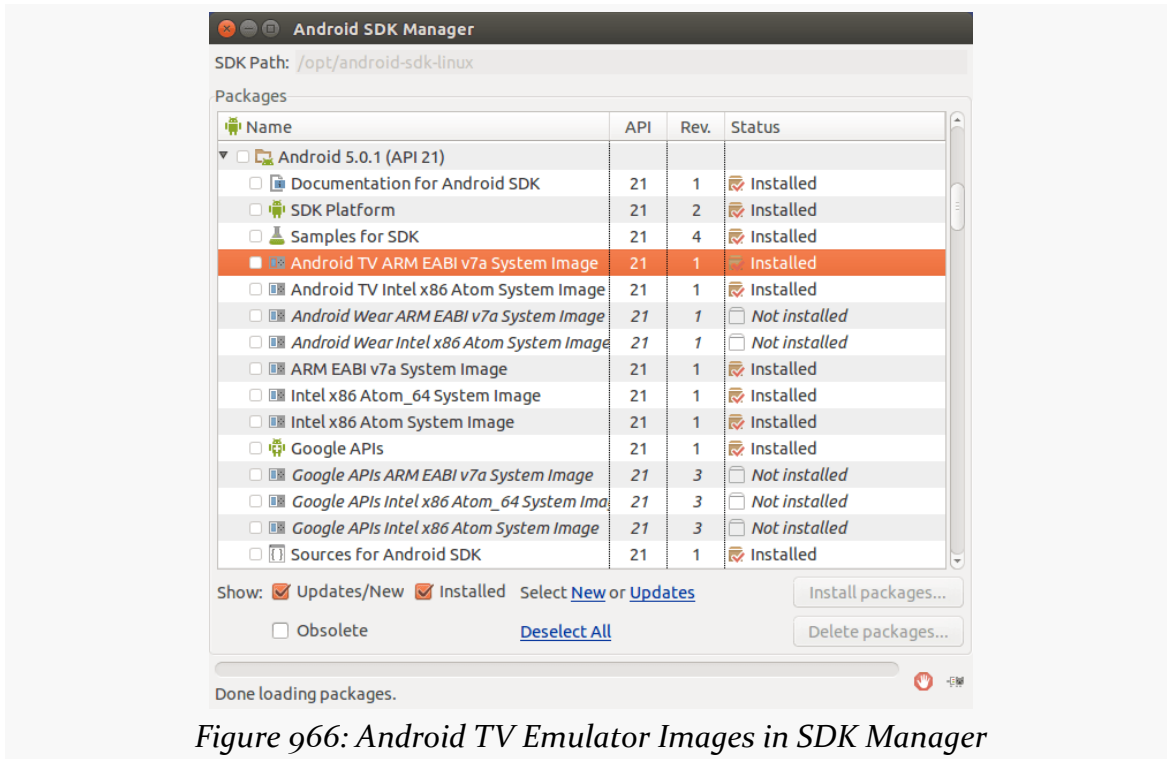 Android SDK Manager
SDK Path: /opt/android-sdk-linux
Packages
Name API Rev. Status
Android 5.0.1 (API 21)
Documentation for Android SDK 21 1 Installed
SDK Platform 21 2 Installed
Samples for SDK 21 4 Installed
Android TV ARM EABI v7a System Image 21 1 Installed
Android TV Intel x86 Atom System Image 21 1 Installed
Android Wear ARM EABI v7a System Image 21 1 Not installed
Android Wear Intel x86 Atom System Image 21 1 Not installed
ARM EABI v7a System Image 21 1 Installed
Intel x86 Atom_64 System Image 21 1 Installed
Intel x86 Atom System Image 21 1 Installed
Google APIs 21 1 Installed
Google APIs ARM EABI v7a System Image 21 3 Not installed
Google APIs Intel x86 Atom_64 System Ima 21 3 Not installed
Google APIs Intel x86 Atom System Image 21 3 Not installed
Sources for Android SDK 21 1 Installed
Show: Updates/New Installed Select New or Updates Install packages...
Obsolete Deselect All Delete packages...
Done loading packages.
Figure 966: Android TV Emulator Images in SDK Manager